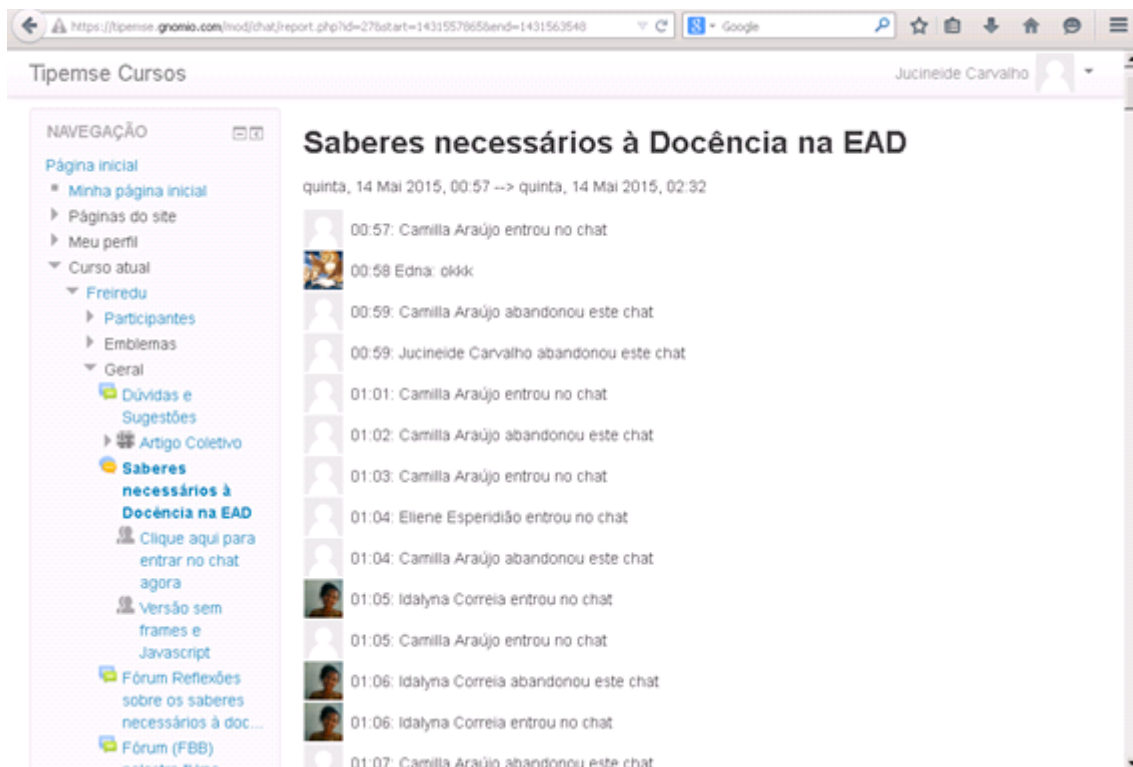 https://tipemse.gnomio.com/mod/chat/report.php?id=27&start=1431557865&end=1431563548
Google
Tipemse Cursos
Jucineide Carvalho
NAVEGAÇÃO
Página inicial
Minha página inicial
Páginas do site
Meu perfil
Curso atual
Freiredu
Participantes
Emblemas
Geral
Dúvidas e
Sugestões
Artigo Coletivo
Saberes
necessários à
Docência na EAD
Clique aqui para
entrar no chat
agora
Versão sem
frames e
Javascript
Fórum Reflexões
sobre os saberes
necessários à doc...
Fórum (FBB)
Saberes necessários à Docência na EAD
quinta, 14 Mai 2015, 00:57 --> quinta, 14 Mai 2015, 02:32
00:57: Camilla Araújo entrou no chat
00:58 Edna: okkk
00:59: Camilla Araújo abandonou este chat
00:59: Jucineide Carvalho abandonou este chat
01:01: Camilla Araújo entrou no chat
01:02: Camilla Araújo abandonou este chat
01:03: Camilla Araújo entrou no chat
01:04: Eliene Esperidião entrou no chat
01:04: Camilla Araújo abandonou este chat
01:05: Idalyna Correia entrou no chat
01:05: Camilla Araújo entrou no chat
01:06: Idalyna Correia abandonou este chat
01:06: Idalyna Correia entrou no chat
01:07: Camilla Araújo abandonou este chat